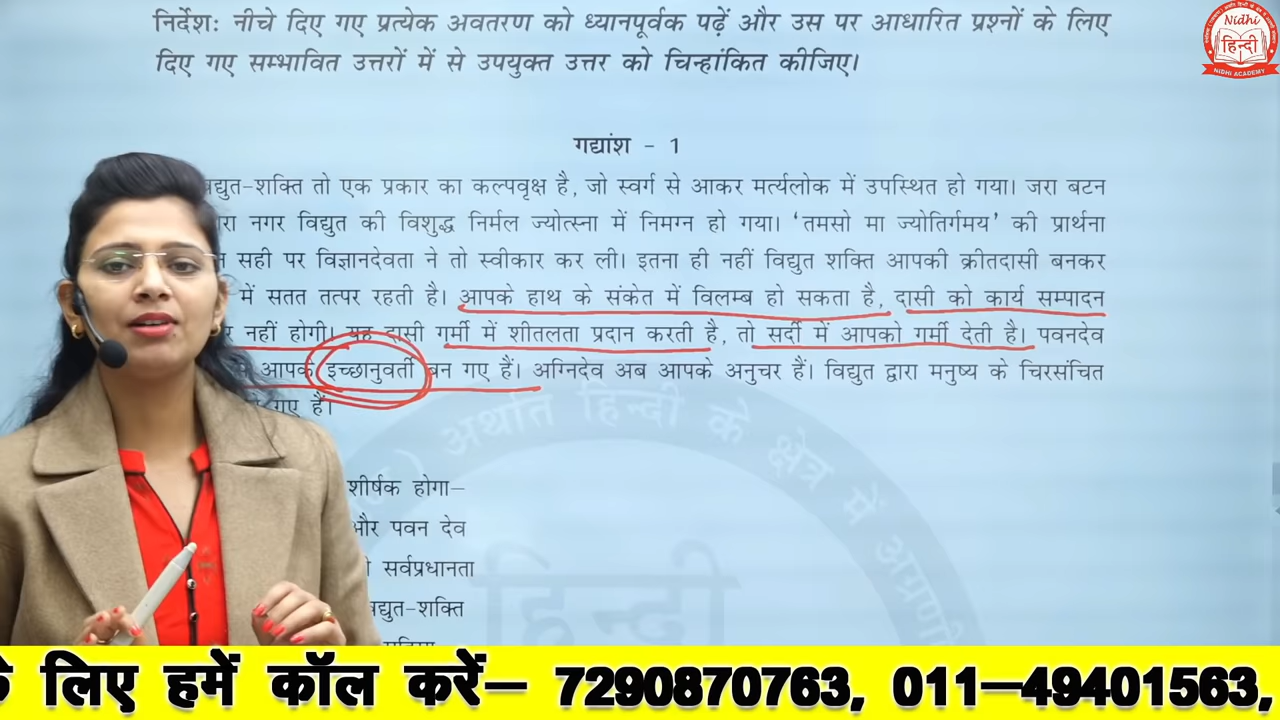 निर्देशः नीचे दिए गए प्रत्येक अवतरण को ध्यानपूर्वक पढ़ें और उस पर आधारित प्रश्नों के लिए
दिए गए सम्भावित उत्तरों में से उपयुक्त उत्तर को चिन्हांकित कीजिए।
Nidhi
हिन्दी
NIDHI ACADEMY
गद्यांश - 1
तो एक प्रकार का कल्पवृक्ष है, जो स्वर्ग से आकर मर्त्यलोक में उपस्थित हो गया। जरा बटन
नगर विद्युत की विशुद्ध निर्मल ज्योत्स्ना में निमग्न हो गया। 'तमसो मा ज्योतिर्गमय' की प्रार्थना
सही पर विज्ञानदेवता ने तो स्वीकार कर ली। इतना ही नहीं विद्युत शक्ति आपकी क्रीतदासी बनकर
में सतत तत्पर रहती है। आपके हाथ के संकेत में विलम्ब हो सकता है, दासी को कार्य सम्पादन
नहीं होगी। यह दासी गर्मी में शीतलता प्रदान करती है, तो सर्दी में आपको गर्मी देती है। पवनदेव
आपके इच्छानुवर्ती बन गए हैं। अग्निदेव अब आपके अनुचर हैं। विद्युत द्वारा मनुष्य के चिरसंचित
गए हैं।
अर्थात हिन्दी के क्षेत्र में अग्रणी
शीर्षक होगा–
और पवन देव
सर्वप्रधानता
हिन्दी
लिए हमें कॉल करें– 7290870763, 011–49401563,